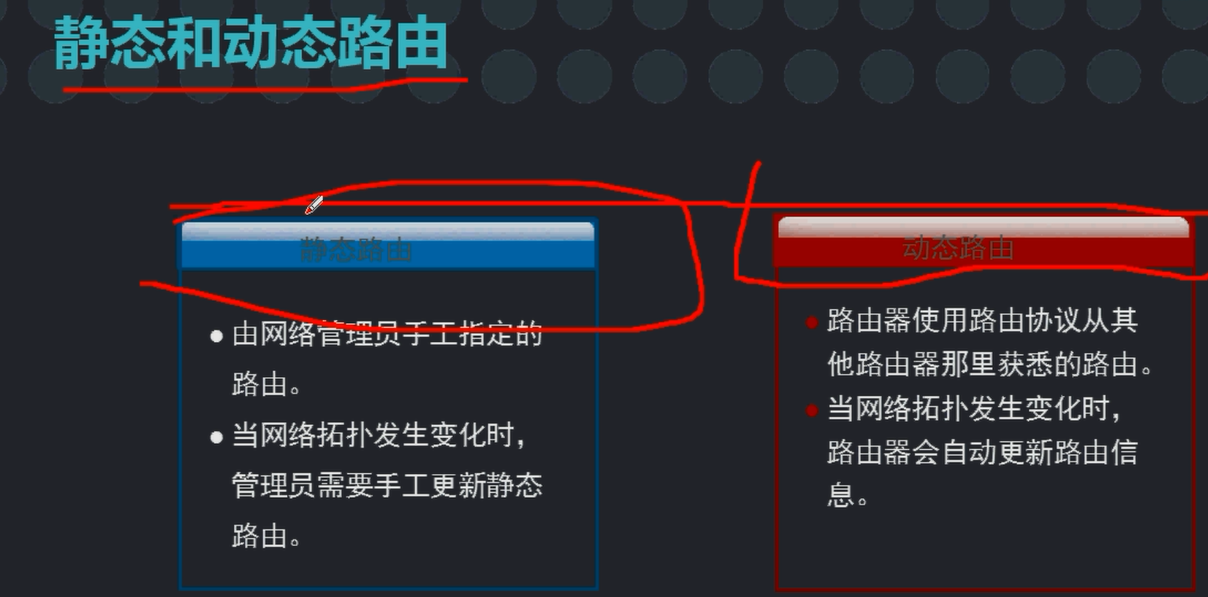 静态和动态路由
静态路由
● 由网络管理员手工指定的
路由。
● 当网络拓扑发生变化时，
管理员需要手工更新静态
路由。
动态路由
● 路由器使用路由协议从其
他路由器那里获悉的路由。
● 当网络拓扑发生变化时，
路由器会自动更新路由信
息。